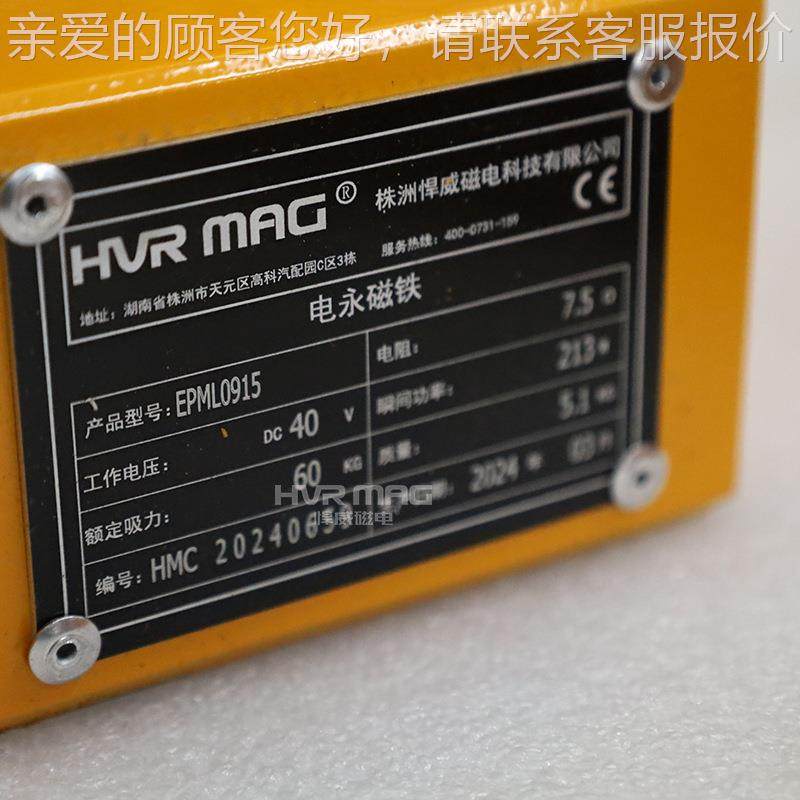 亲爱的顾客您好，请联系客服报价
HVR MAG® 株洲悍威磁电科技有限公司
CE
地址：湖南省株洲市天元区高科汽配园C区3栋 服务热线：400-0731-159
电永磁铁
产品型号：EPML0915 电阻：7.5 Ω
工作电压：DC 40 V 瞬间功率：213 W
额定吸力：60 KG 质量：5.1 KG
编号：HMC 2024 2024 年 03 月
HVR MAG
悍威磁电